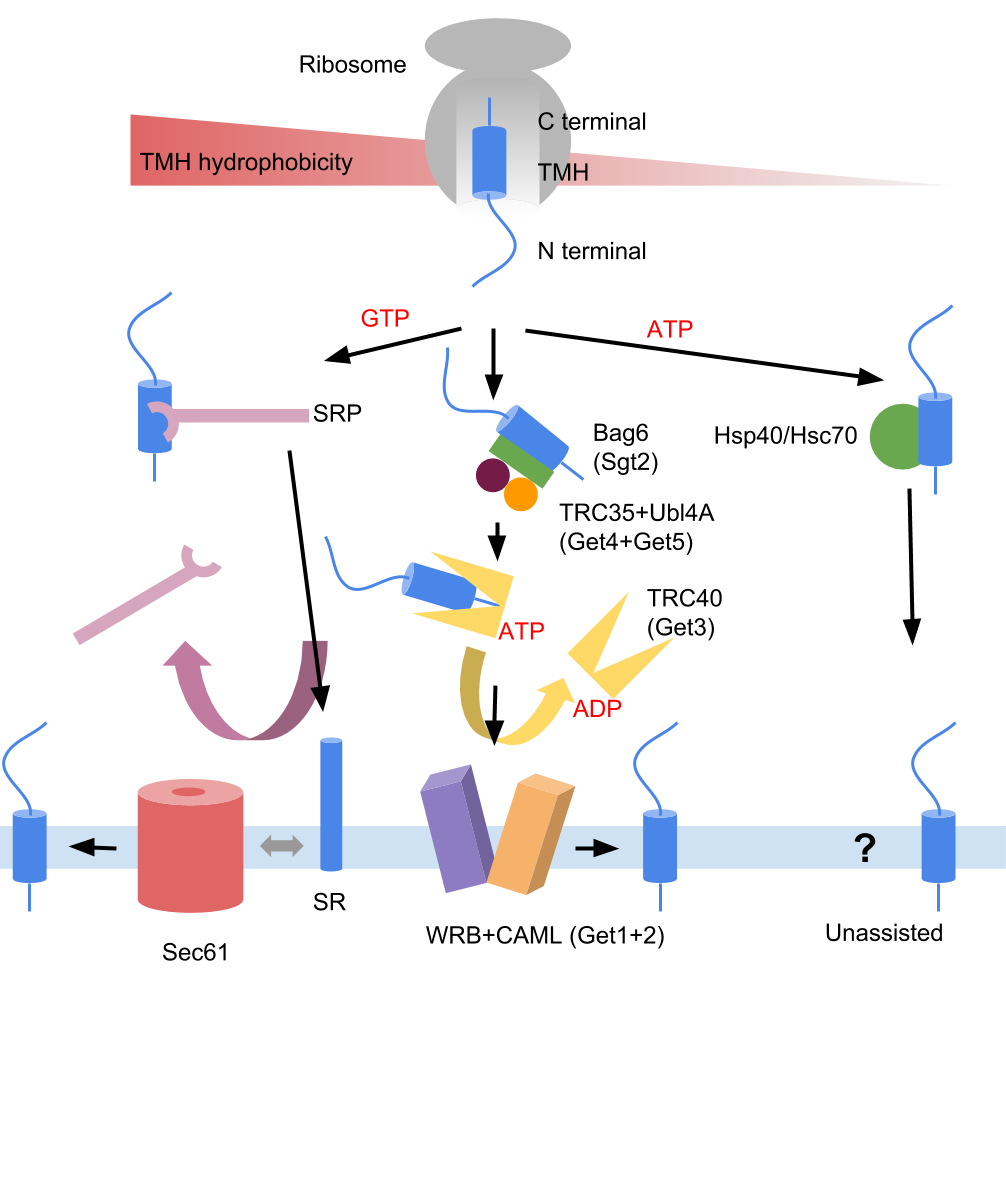 Ribosome
C terminal
TMH hydrophobicity
TMH
N terminal
GTP
ATP
SRP
Bag6
(Sgt2)
Hsp40/Hsc70
TRC35+Ubl4A
(Get4+Get5)
TRC40
(Get3)
ATP
ADP
?
SR
WRB+CAML (Get1+2)
Unassisted
Sec61